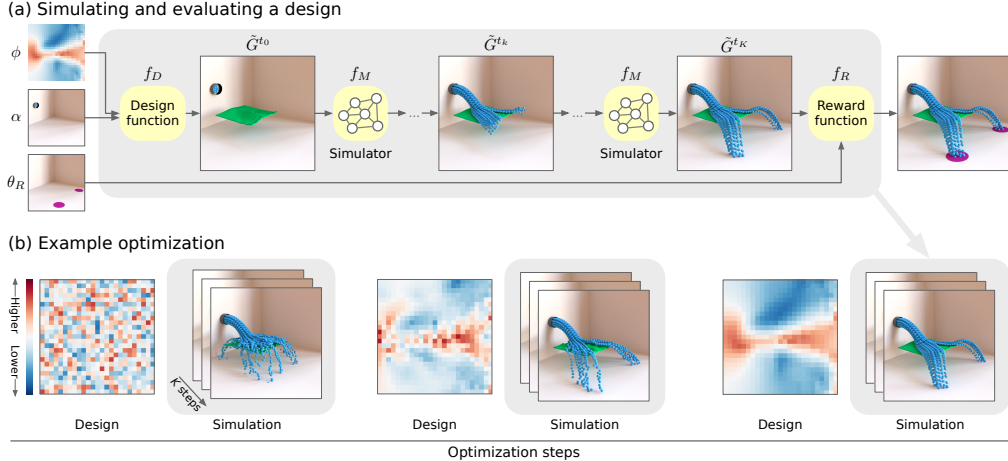 (a) Simulating and evaluating a design
ϕ
α
θ_R
f_D
Design
function
G̃^{t_0}
f_M
Simulator
...
G̃^{t_k}
...
f_M
Simulator
G̃^{t_K}
f_R
Reward
function
(b) Example optimization
Higher
Lower
K steps
Design
Simulation
Design
Simulation
Design
Simulation
Optimization steps